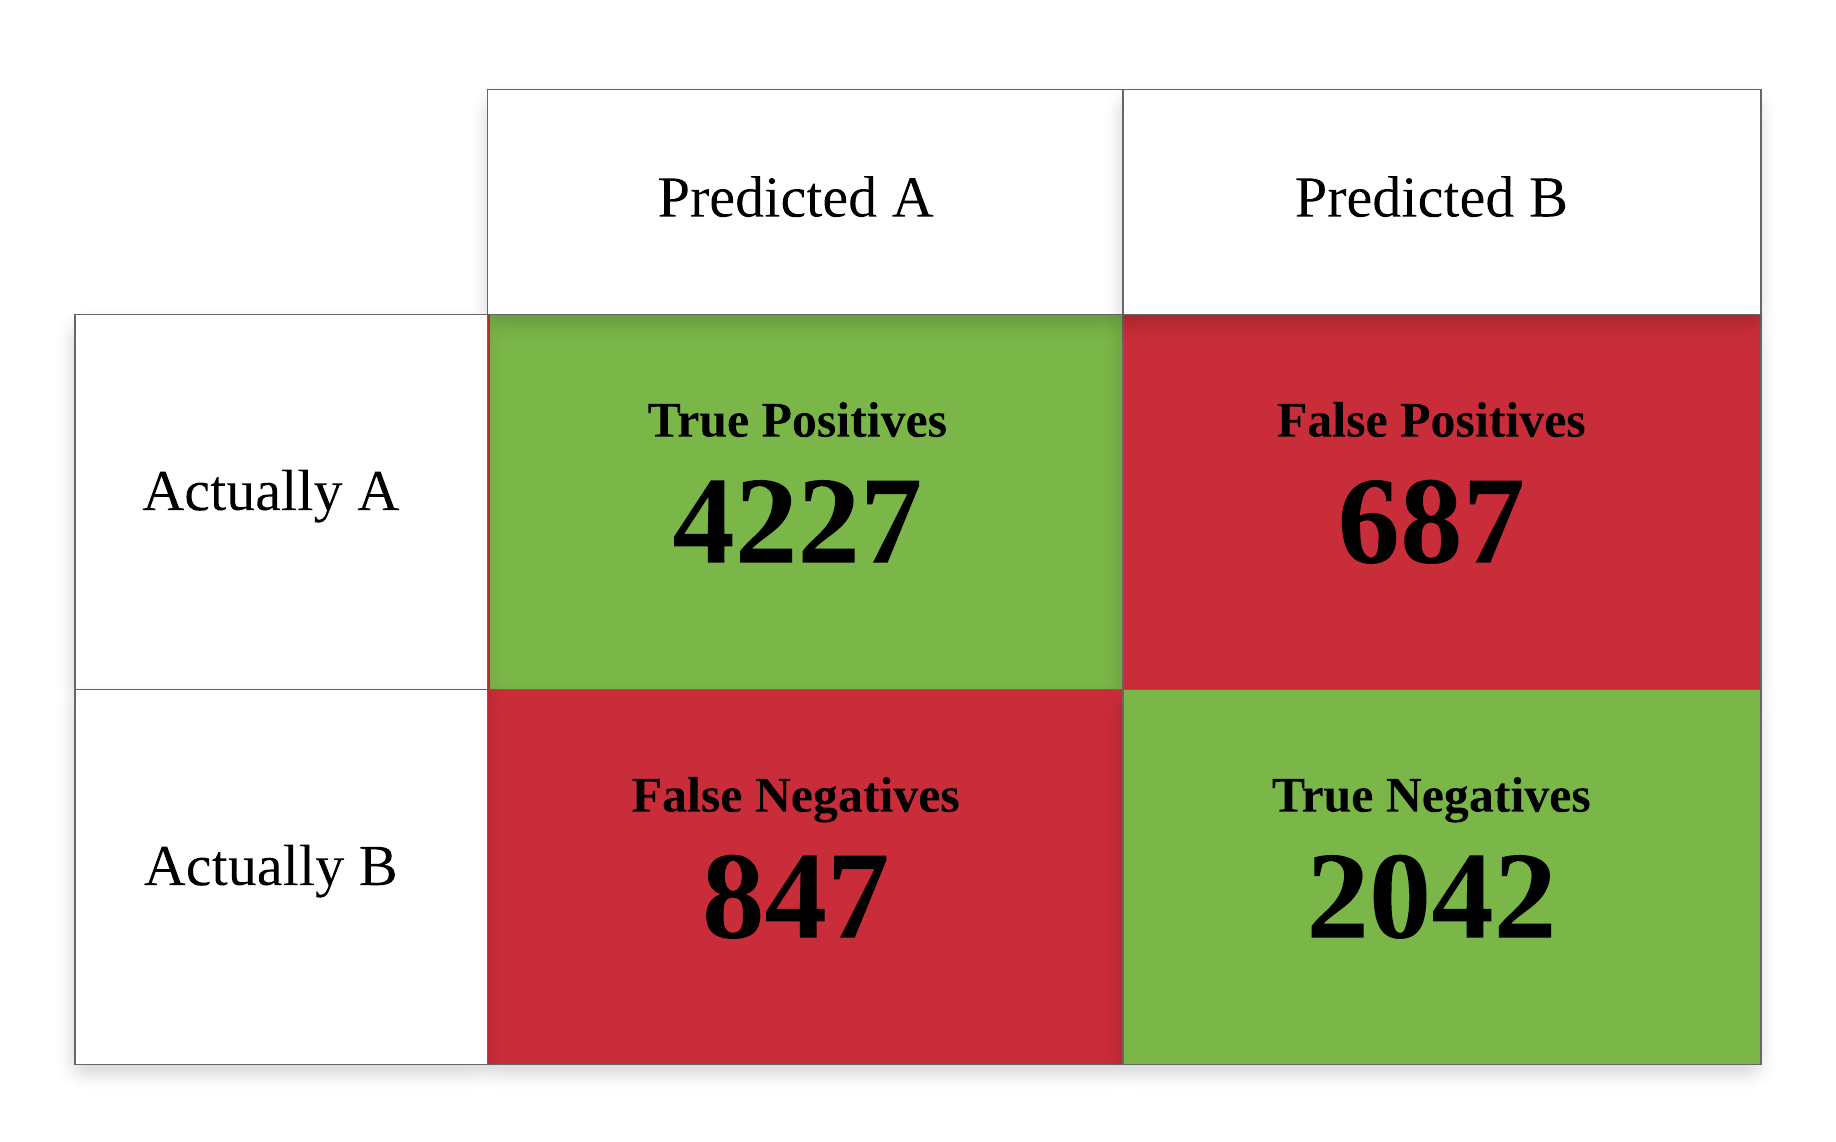 Predicted A
Predicted B
Actually A
True Positives
4227
False Positives
687
Actually B
False Negatives
847
True Negatives
2042